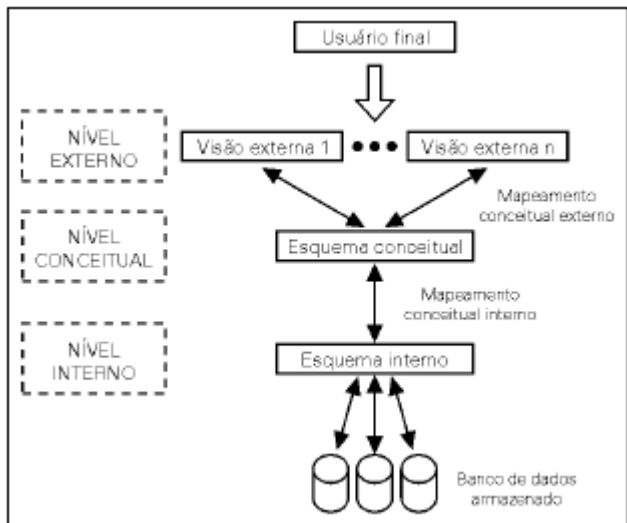 Usuário final
NÍVEL
EXTERNO
Visão externa 1
Visão externa n
Mapeamento
conceitual externo
NÍVEL
CONCEITUAL
Esquema conceitual
Mapeamento
conceitual interno
NÍVEL
INTERNO
Esquema interno
Banco de dados
armazenado